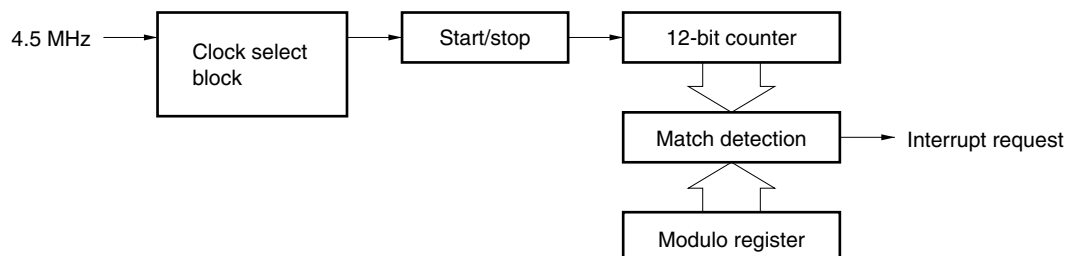 4.5 MHz
Clock select
block
Start/stop
12-bit counter
Match detection
Interrupt request
Modulo register